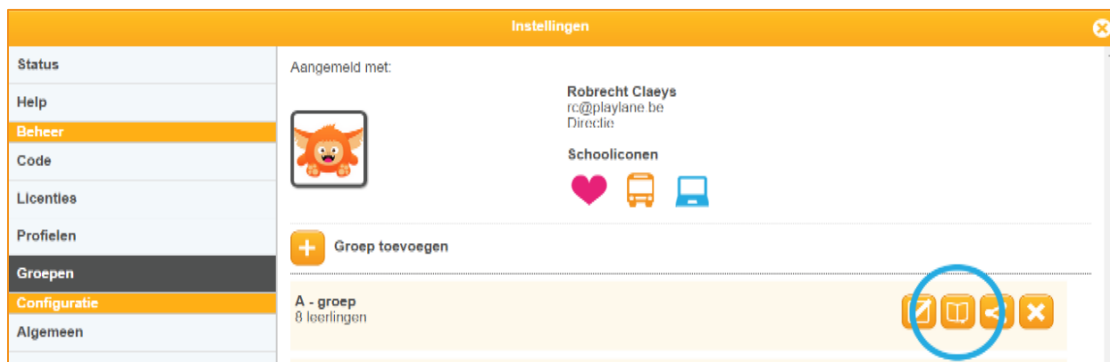 Instellingen
Status
Help
Beheer
Code
Licenties
Profielen
Groepen
Configuratie
Algemeen
Aangemeld met:
Robrecht Claeys
rc@playlane.be
Directie
Schooliconen
Groep toevoegen
A - groep
8 leerlingen